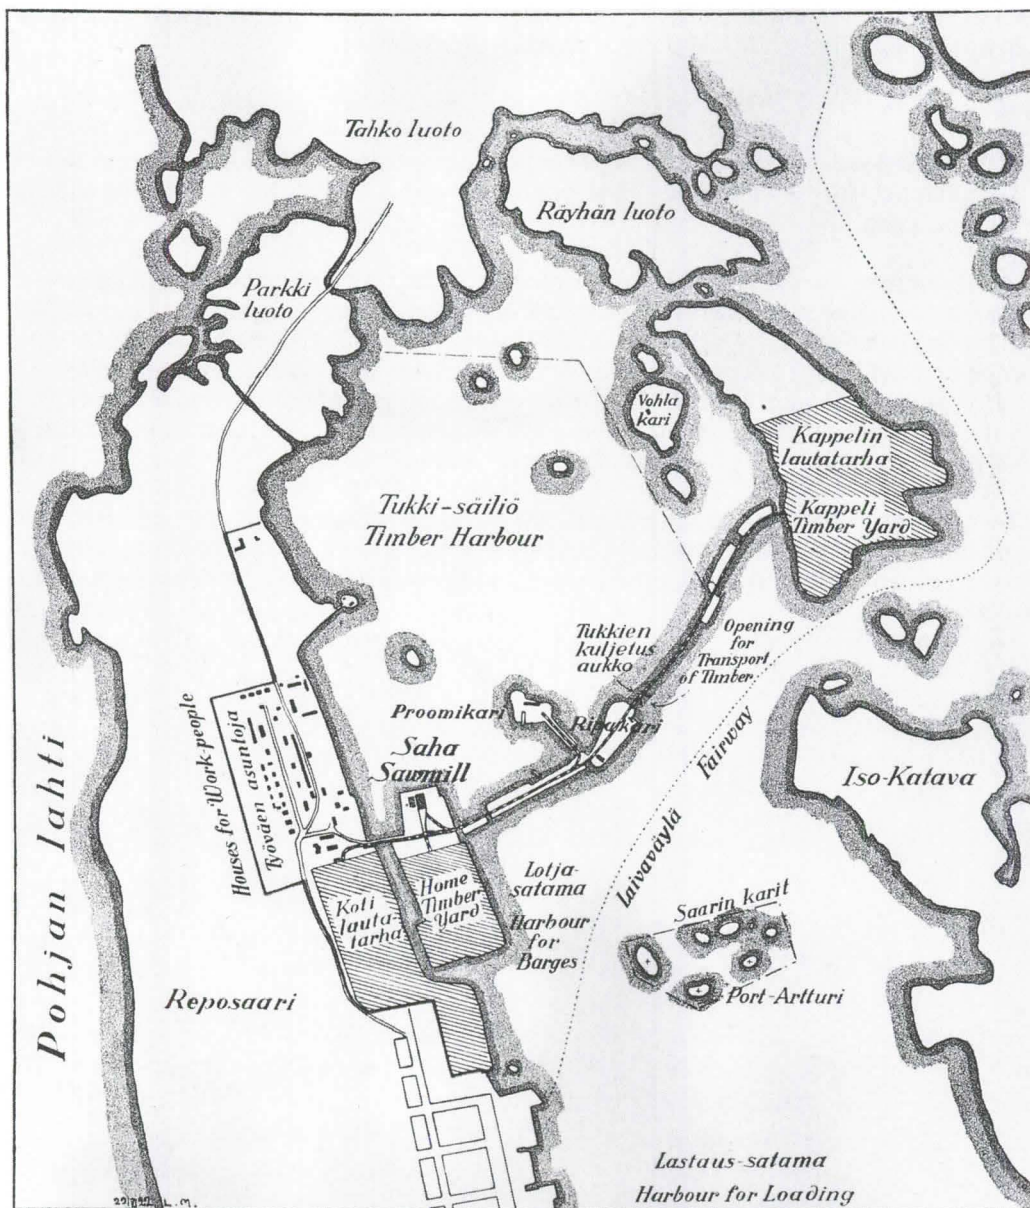 Tahko luoto
Räyhän luoto
Parkki
luoto
Vohla
kari
Kappelin
lautatarha
Kappeli
Timber Yard
Tukki-säiliö
Timber Harbour
Tukkien
kuljetus
aukko
Opening
for
Transport
of Timber
Proomikari
Ripakari
Saha
Sawmill
Houses for Work-people
Työväen asuntoja
Fairway
Laivaväylä
Iso-Katava
Pohjan lahti
Koti
lauta-
tarha
Home
Timber
Yard
Lotja-
satama
Harbour
for
Barges
Saarin karit
Port-Artturi
Reposaari
Lastaus-satama
Harbour for Loading